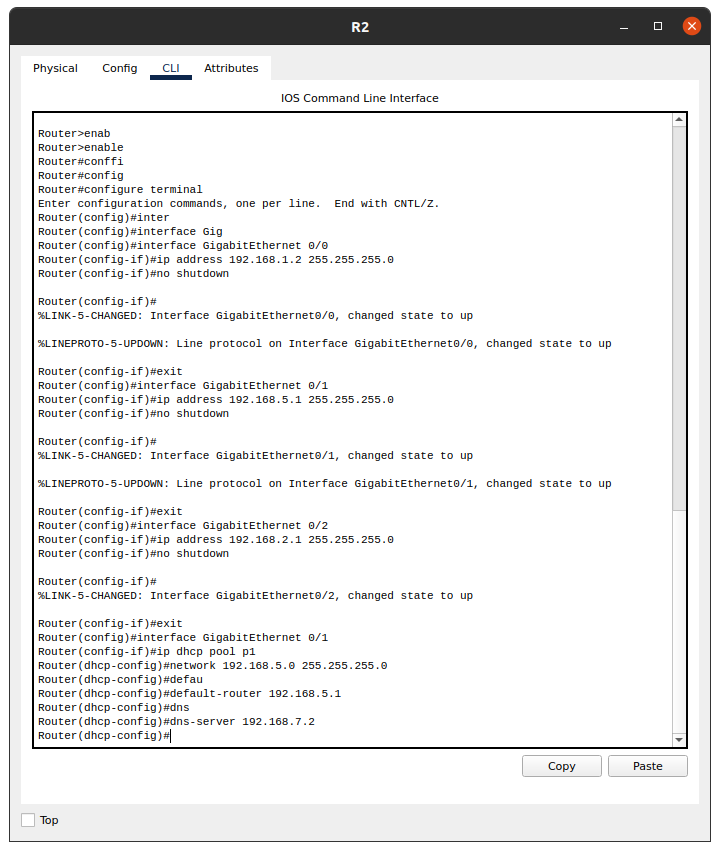 R2
Physical Config CLI Attributes
IOS Command Line Interface
Router>enab
Router>enable
Router#conffi
Router#config
Router#configure terminal
Enter configuration commands, one per line.  End with CNTL/Z.
Router(config)#inter
Router(config)#interface Gig
Router(config)#interface GigabitEthernet 0/0
Router(config-if)#ip address 192.168.1.2 255.255.255.0
Router(config-if)#no shutdown
Router(config-if)#
%LINK-5-CHANGED: Interface GigabitEthernet0/0, changed state to up
%LINEPROTO-5-UPDOWN: Line protocol on Interface GigabitEthernet0/0, changed state to up
Router(config-if)#exit
Router(config)#interface GigabitEthernet 0/1
Router(config-if)#ip address 192.168.5.1 255.255.255.0
Router(config-if)#no shutdown
Router(config-if)#
%LINK-5-CHANGED: Interface GigabitEthernet0/1, changed state to up
%LINEPROTO-5-UPDOWN: Line protocol on Interface GigabitEthernet0/1, changed state to up
Router(config-if)#exit
Router(config)#interface GigabitEthernet 0/2
Router(config-if)#ip address 192.168.2.1 255.255.255.0
Router(config-if)#no shutdown
Router(config-if)#
%LINK-5-CHANGED: Interface GigabitEthernet0/2, changed state to up
Router(config-if)#exit
Router(config)#interface GigabitEthernet 0/1
Router(config-if)#ip dhcp pool p1
Router(dhcp-config)#network 192.168.5.0 255.255.255.0
Router(dhcp-config)#defau
Router(dhcp-config)#default-router 192.168.5.1
Router(dhcp-config)#dns
Router(dhcp-config)#dns-server 192.168.7.2
Router(dhcp-config)#
Copy Paste
Top